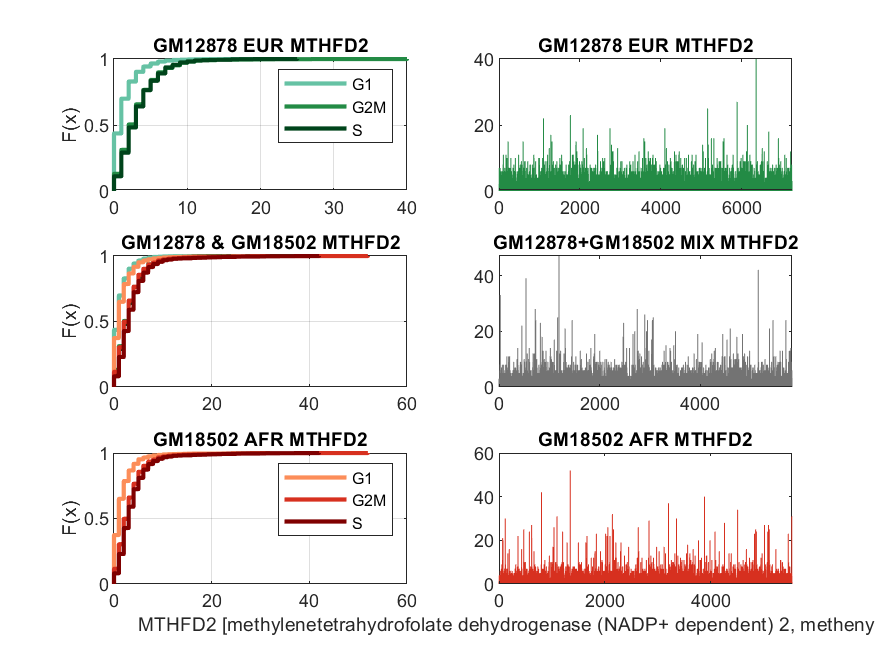 GM12878 EUR MTHFD2
F(x)
1
0.5
0
0 10 20 30 40
G1
G2M
S
GM12878 EUR MTHFD2
40
20
0
0 2000 4000 6000
GM12878 & GM18502 MTHFD2
F(x)
1
0.5
0
0 20 40 60
GM12878+GM18502 MIX MTHFD2
40
20
0
0 2000 4000
GM18502 AFR MTHFD2
F(x)
1
0.5
0
0 20 40 60
G1
G2M
S
GM18502 AFR MTHFD2
60
40
20
0
0 2000 4000
MTHFD2 [methylenetetrahydrofolate dehydrogenase (NADP+ dependent) 2, metheny